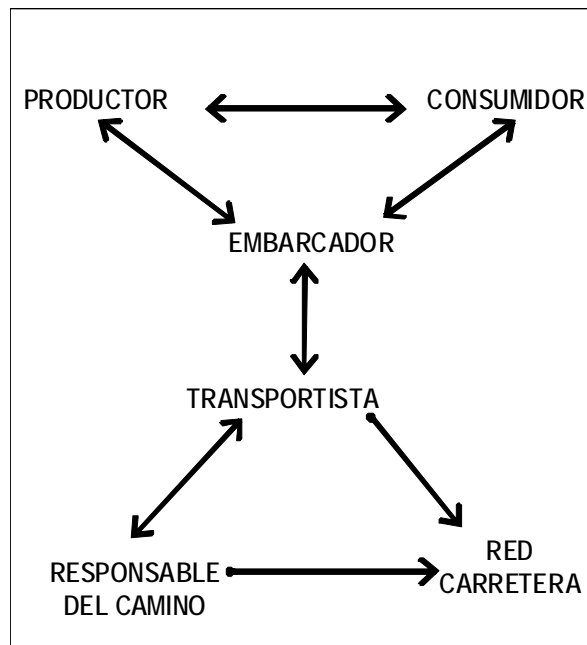 PRODUCTOR
CONSUMIDOR
EMBARCADOR
TRANSPORTISTA
RESPONSABLE
DEL CAMINO
RED
CARRETERA